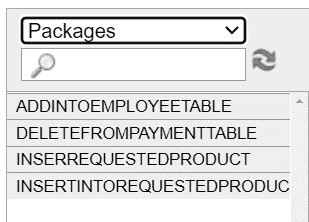 Packages
ADDINTOEMPLOYEETABLE
DELETEFROMPAYMENTTABLE
INSERREQUESTEDPRODUCT
INSERTINTOREQUESTEDPRODUC